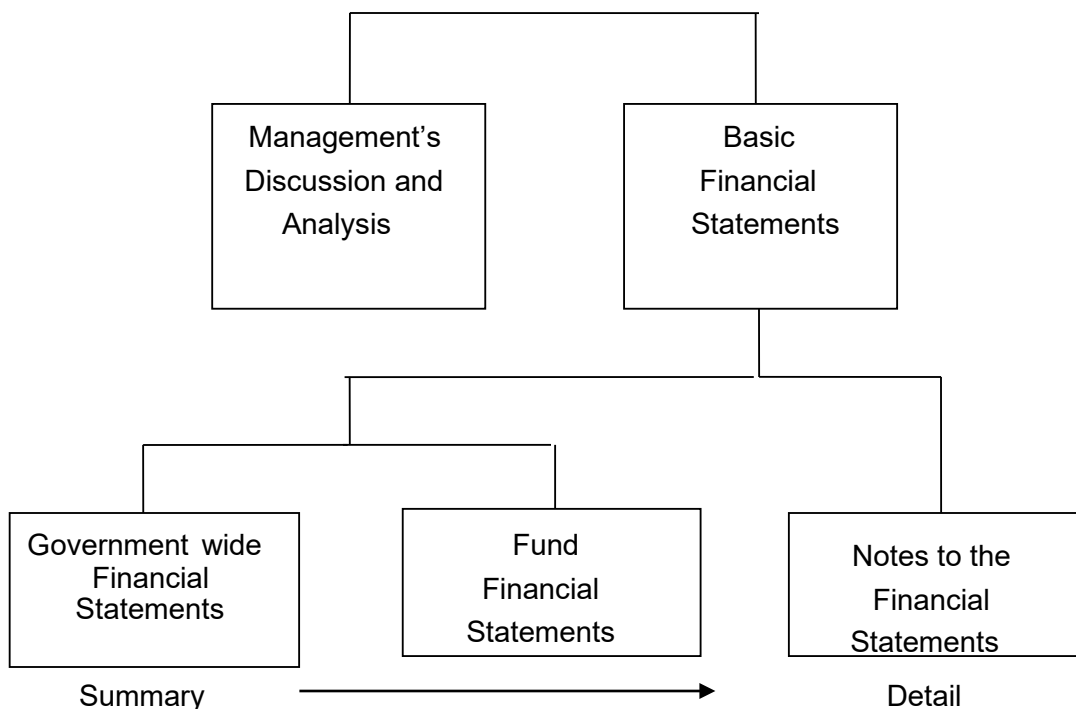 Management’s
Discussion and
Analysis
Basic
Financial
Statements
Government wide
Financial
Statements
Fund
Financial
Statements
Notes to the
Financial
Statements
Summary
Detail